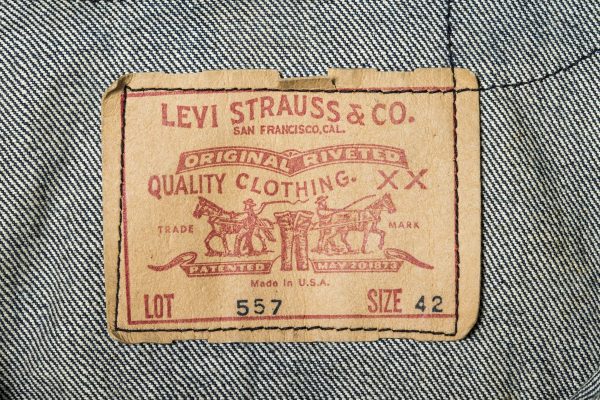 LEVI STRAUSS & CO.
SAN FRANCISCO, CAL.
ORIGINAL RIVETED
QUALITY CLOTHING. XX
TRADE MARK
PATENTED MAY 20 1873
Made in U.S.A.
LOT 557 SIZE 42